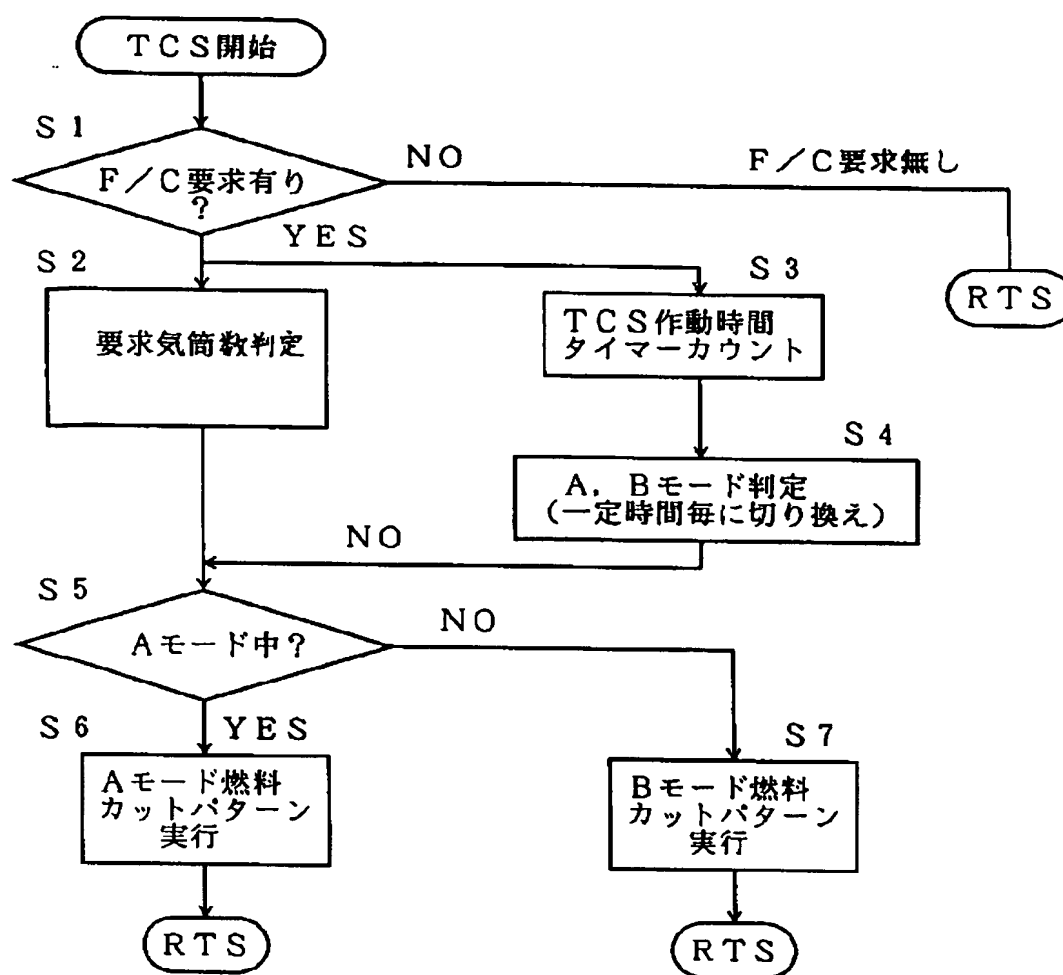 TCS開始
S1
F/C要求有り
?
NO
F/C要求無し
RTS
YES
S2
要求気筒数判定
S3
TCS作動時間
タイマーカウント
S4
A,Bモード判定
(一定時間毎に切り換え)
NO
S5
Aモード中?
NO
YES
S6
Aモード燃料
カットパターン
実行
RTS
S7
Bモード燃料
カットパターン
実行
RTS